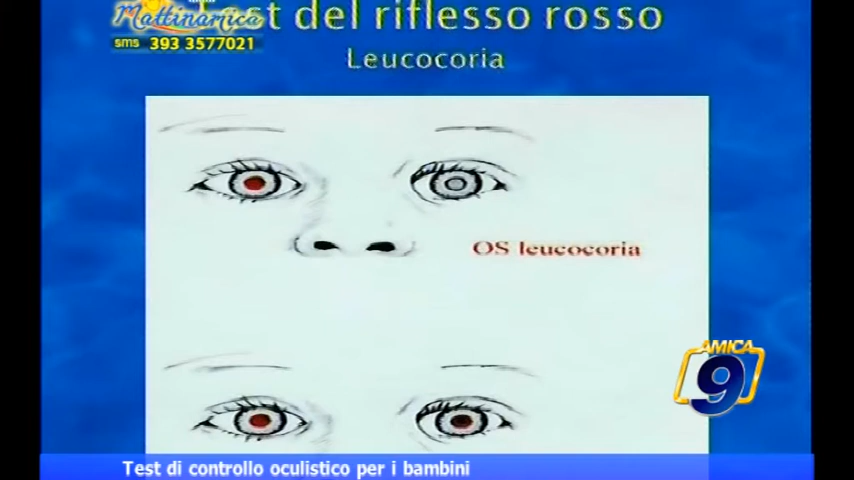 Mattinamica
st del riflesso rosso
sms 393 3577021
Leucocoria
OS leucocoria
AMICA
9
Test di controllo oculistico per i bambini